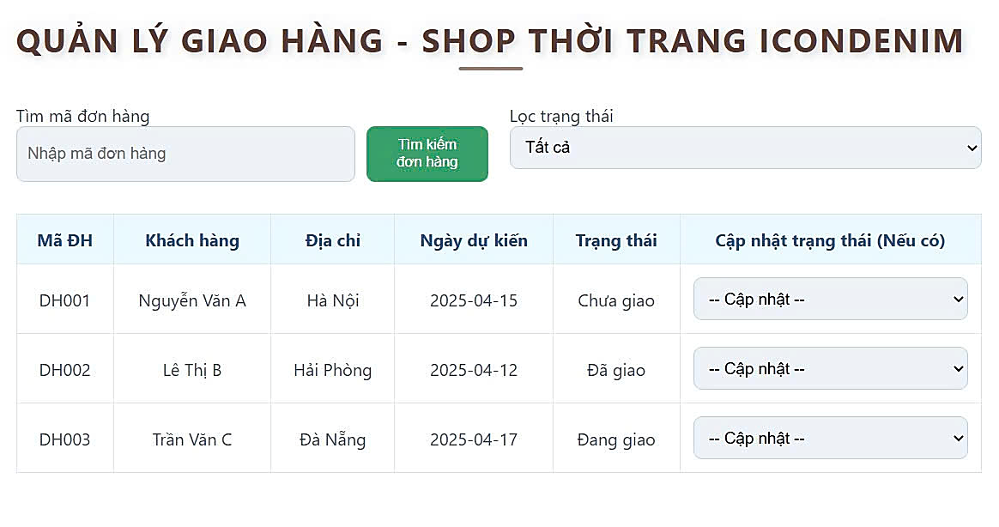 QUẢN LÝ GIAO HÀNG - SHOP THỜI TRANG ICONDENIM
Tìm mã đơn hàng
Nhập mã đơn hàng
Tìm kiếm
đơn hàng
Lọc trạng thái
Tất cả
Mã ĐH Khách hàng Địa chỉ Ngày dự kiến Trạng thái Cập nhật trạng thái (Nếu có)
DH001 Nguyễn Văn A Hà Nội 2025-04-15 Chưa giao -- Cập nhật --
DH002 Lê Thị B Hải Phòng 2025-04-12 Đã giao -- Cập nhật --
DH003 Trần Văn C Đà Nẵng 2025-04-17 Đang giao -- Cập nhật --